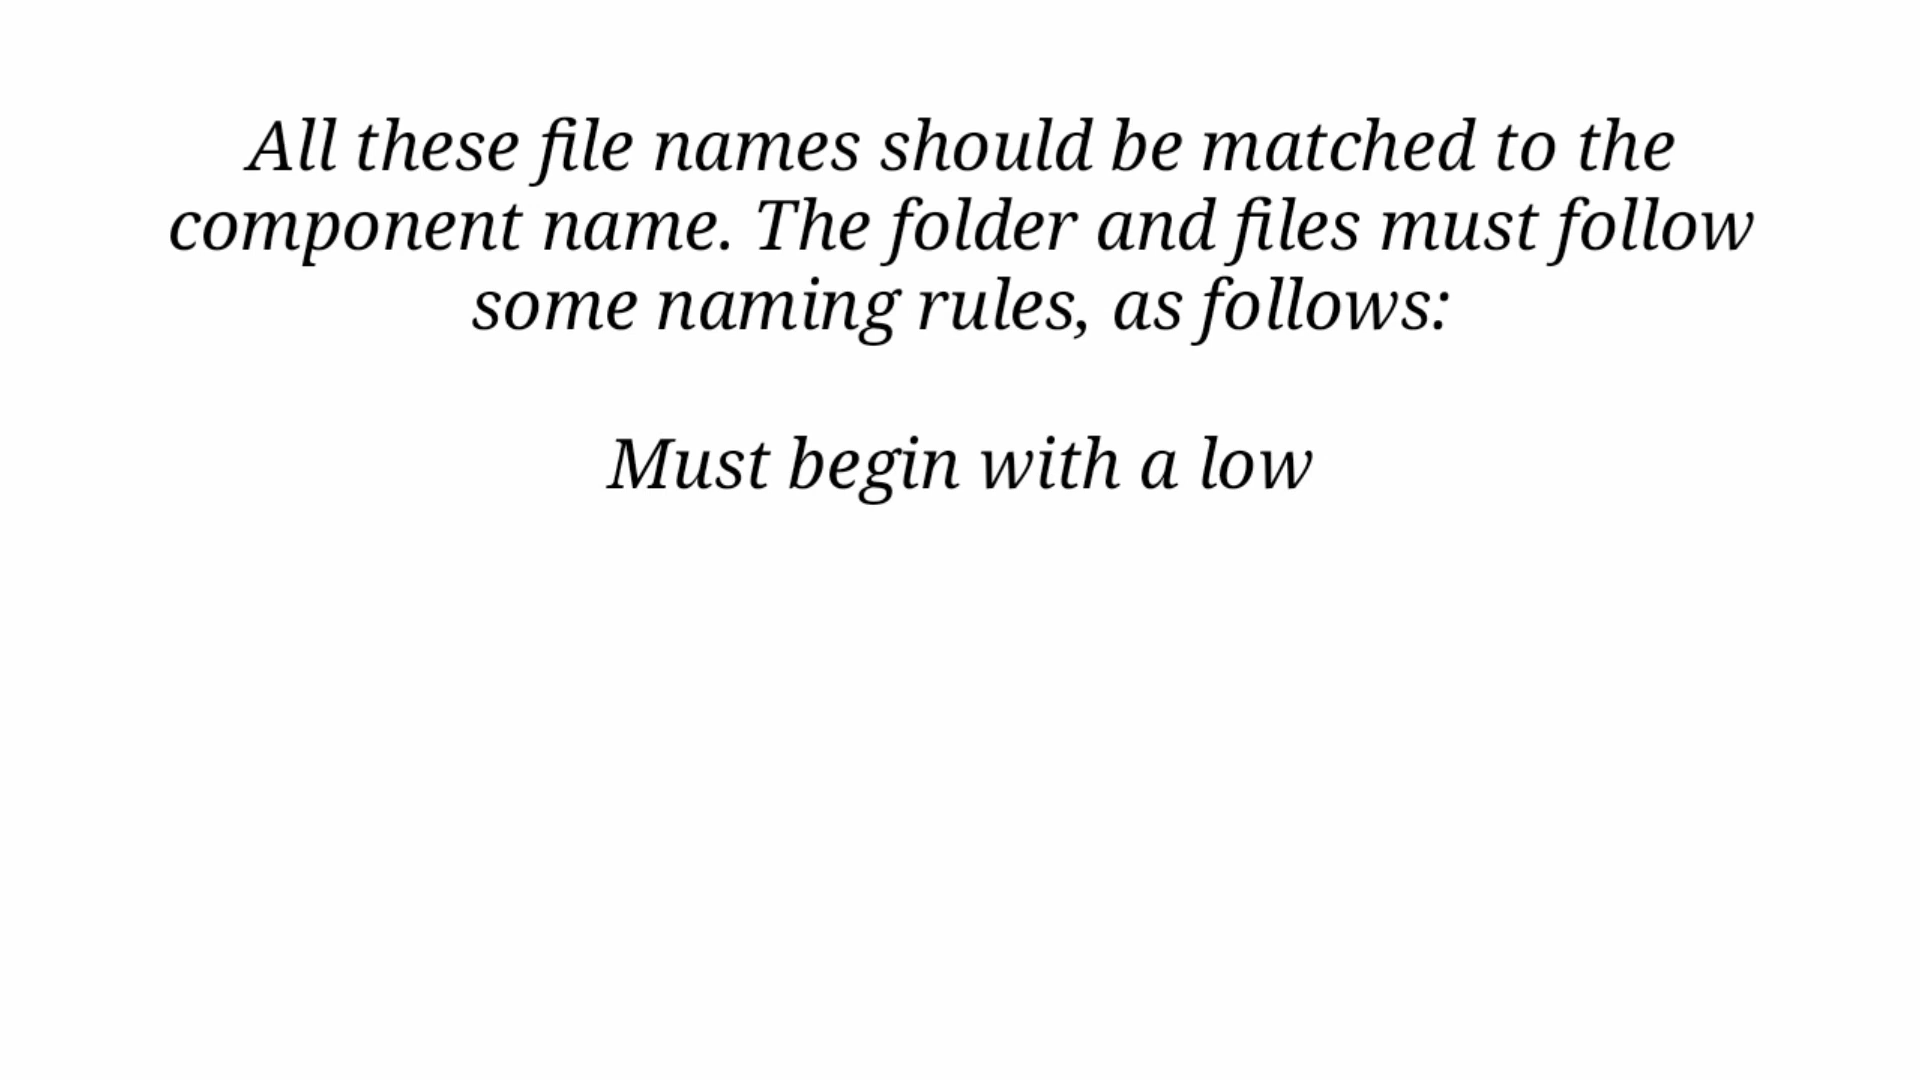 All these file names should be matched to the
component name. The folder and files must follow
some naming rules, as follows:
Must begin with a low